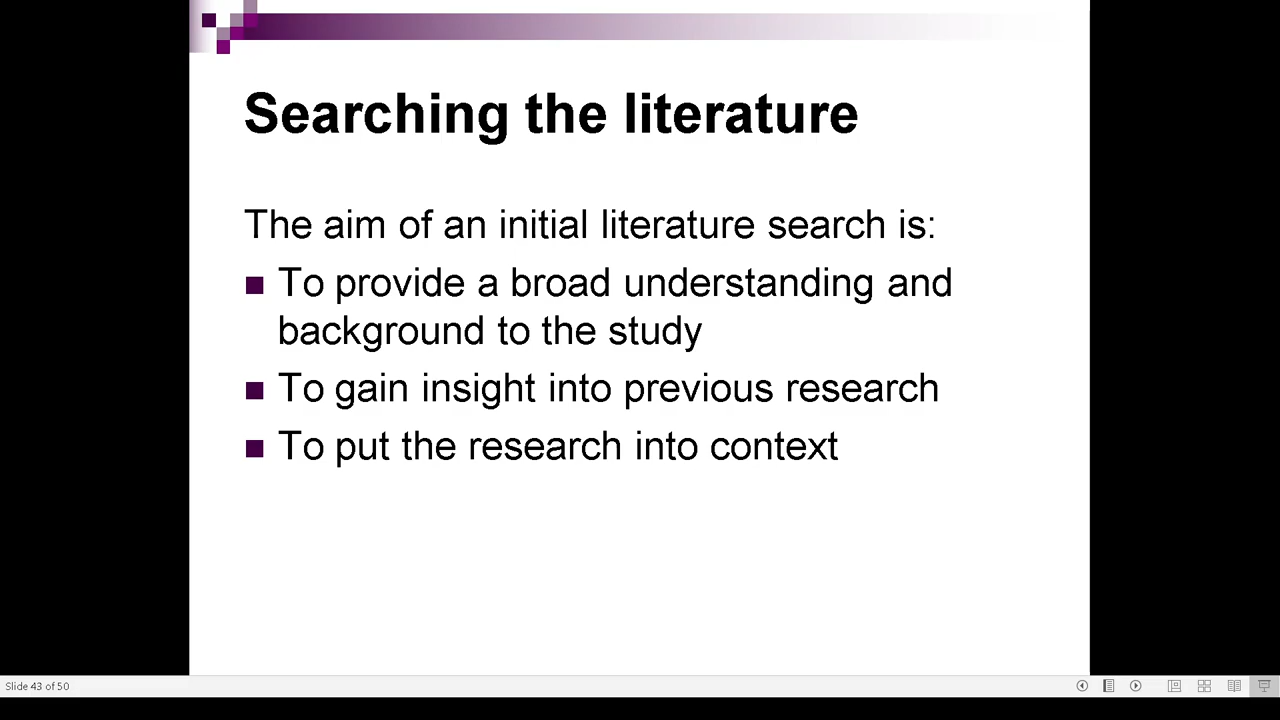 Searching the literature
The aim of an initial literature search is:
To provide a broad understanding and
background to the study
To gain insight into previous research
To put the research into context
Slide 43 of 50